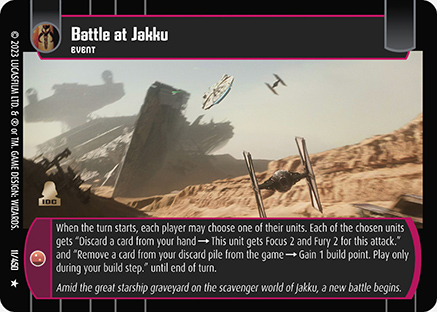 Battle at Jakku
EVENT
© 2023 LUCASFILM LTD. & ® or TM. GAME DESIGN: WIZARDS.
11/450
IDC
When the turn starts, each player may choose one of their units. Each of the chosen units
gets "Discard a card from your hand → This unit gets Focus 2 and Fury 2 for this attack."
and "Remove a card from your discard pile from the game → Gain 1 build point. Play only
during your build step." until end of turn.
Amid the great starship graveyard on the scavenger world of Jakku, a new battle begins.